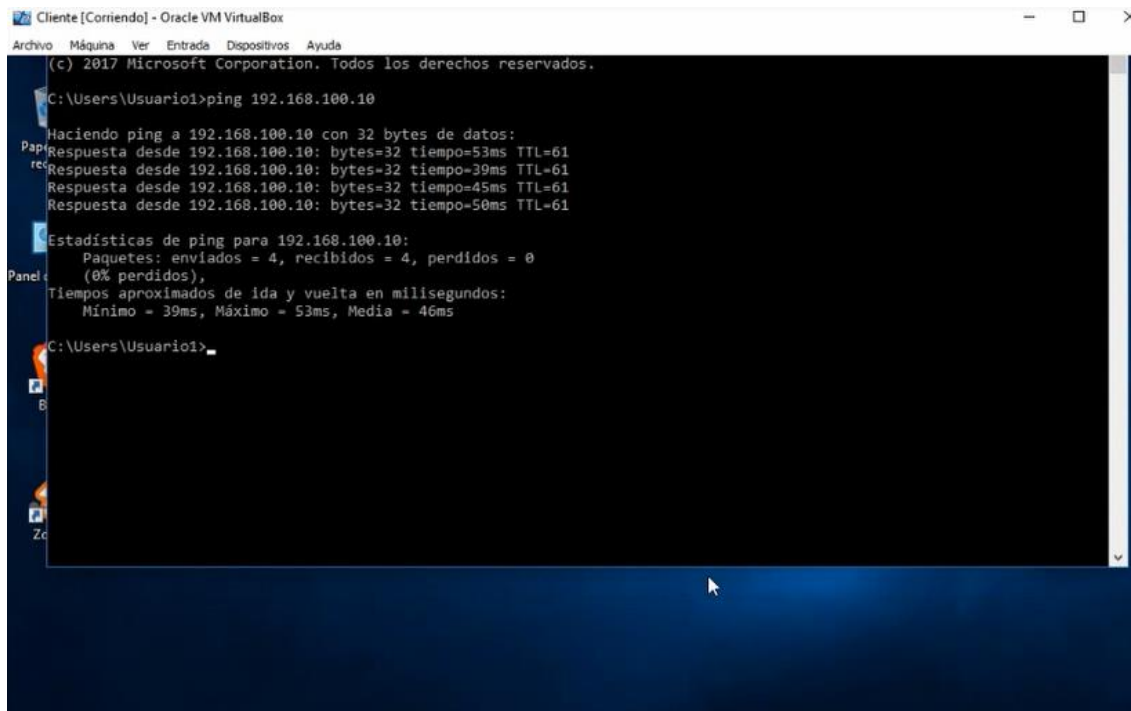 Cliente [Corriendo] - Oracle VM VirtualBox
Archivo Máquina Ver Entrada Dispositivos Ayuda
(c) 2017 Microsoft Corporation. Todos los derechos reservados.
C:\Users\Usuario1>ping 192.168.100.10
Haciendo ping a 192.168.100.10 con 32 bytes de datos:
Respuesta desde 192.168.100.10: bytes=32 tiempo=53ms TTL=61
Respuesta desde 192.168.100.10: bytes=32 tiempo=39ms TTL=61
Respuesta desde 192.168.100.10: bytes=32 tiempo=45ms TTL=61
Respuesta desde 192.168.100.10: bytes=32 tiempo=50ms TTL=61
Estadísticas de ping para 192.168.100.10:
Paquetes: enviados = 4, recibidos = 4, perdidos = 0
(0% perdidos),
Tiempos aproximados de ida y vuelta en milisegundos:
Mínimo = 39ms, Máximo = 53ms, Media = 46ms
C:\Users\Usuario1>
Panel